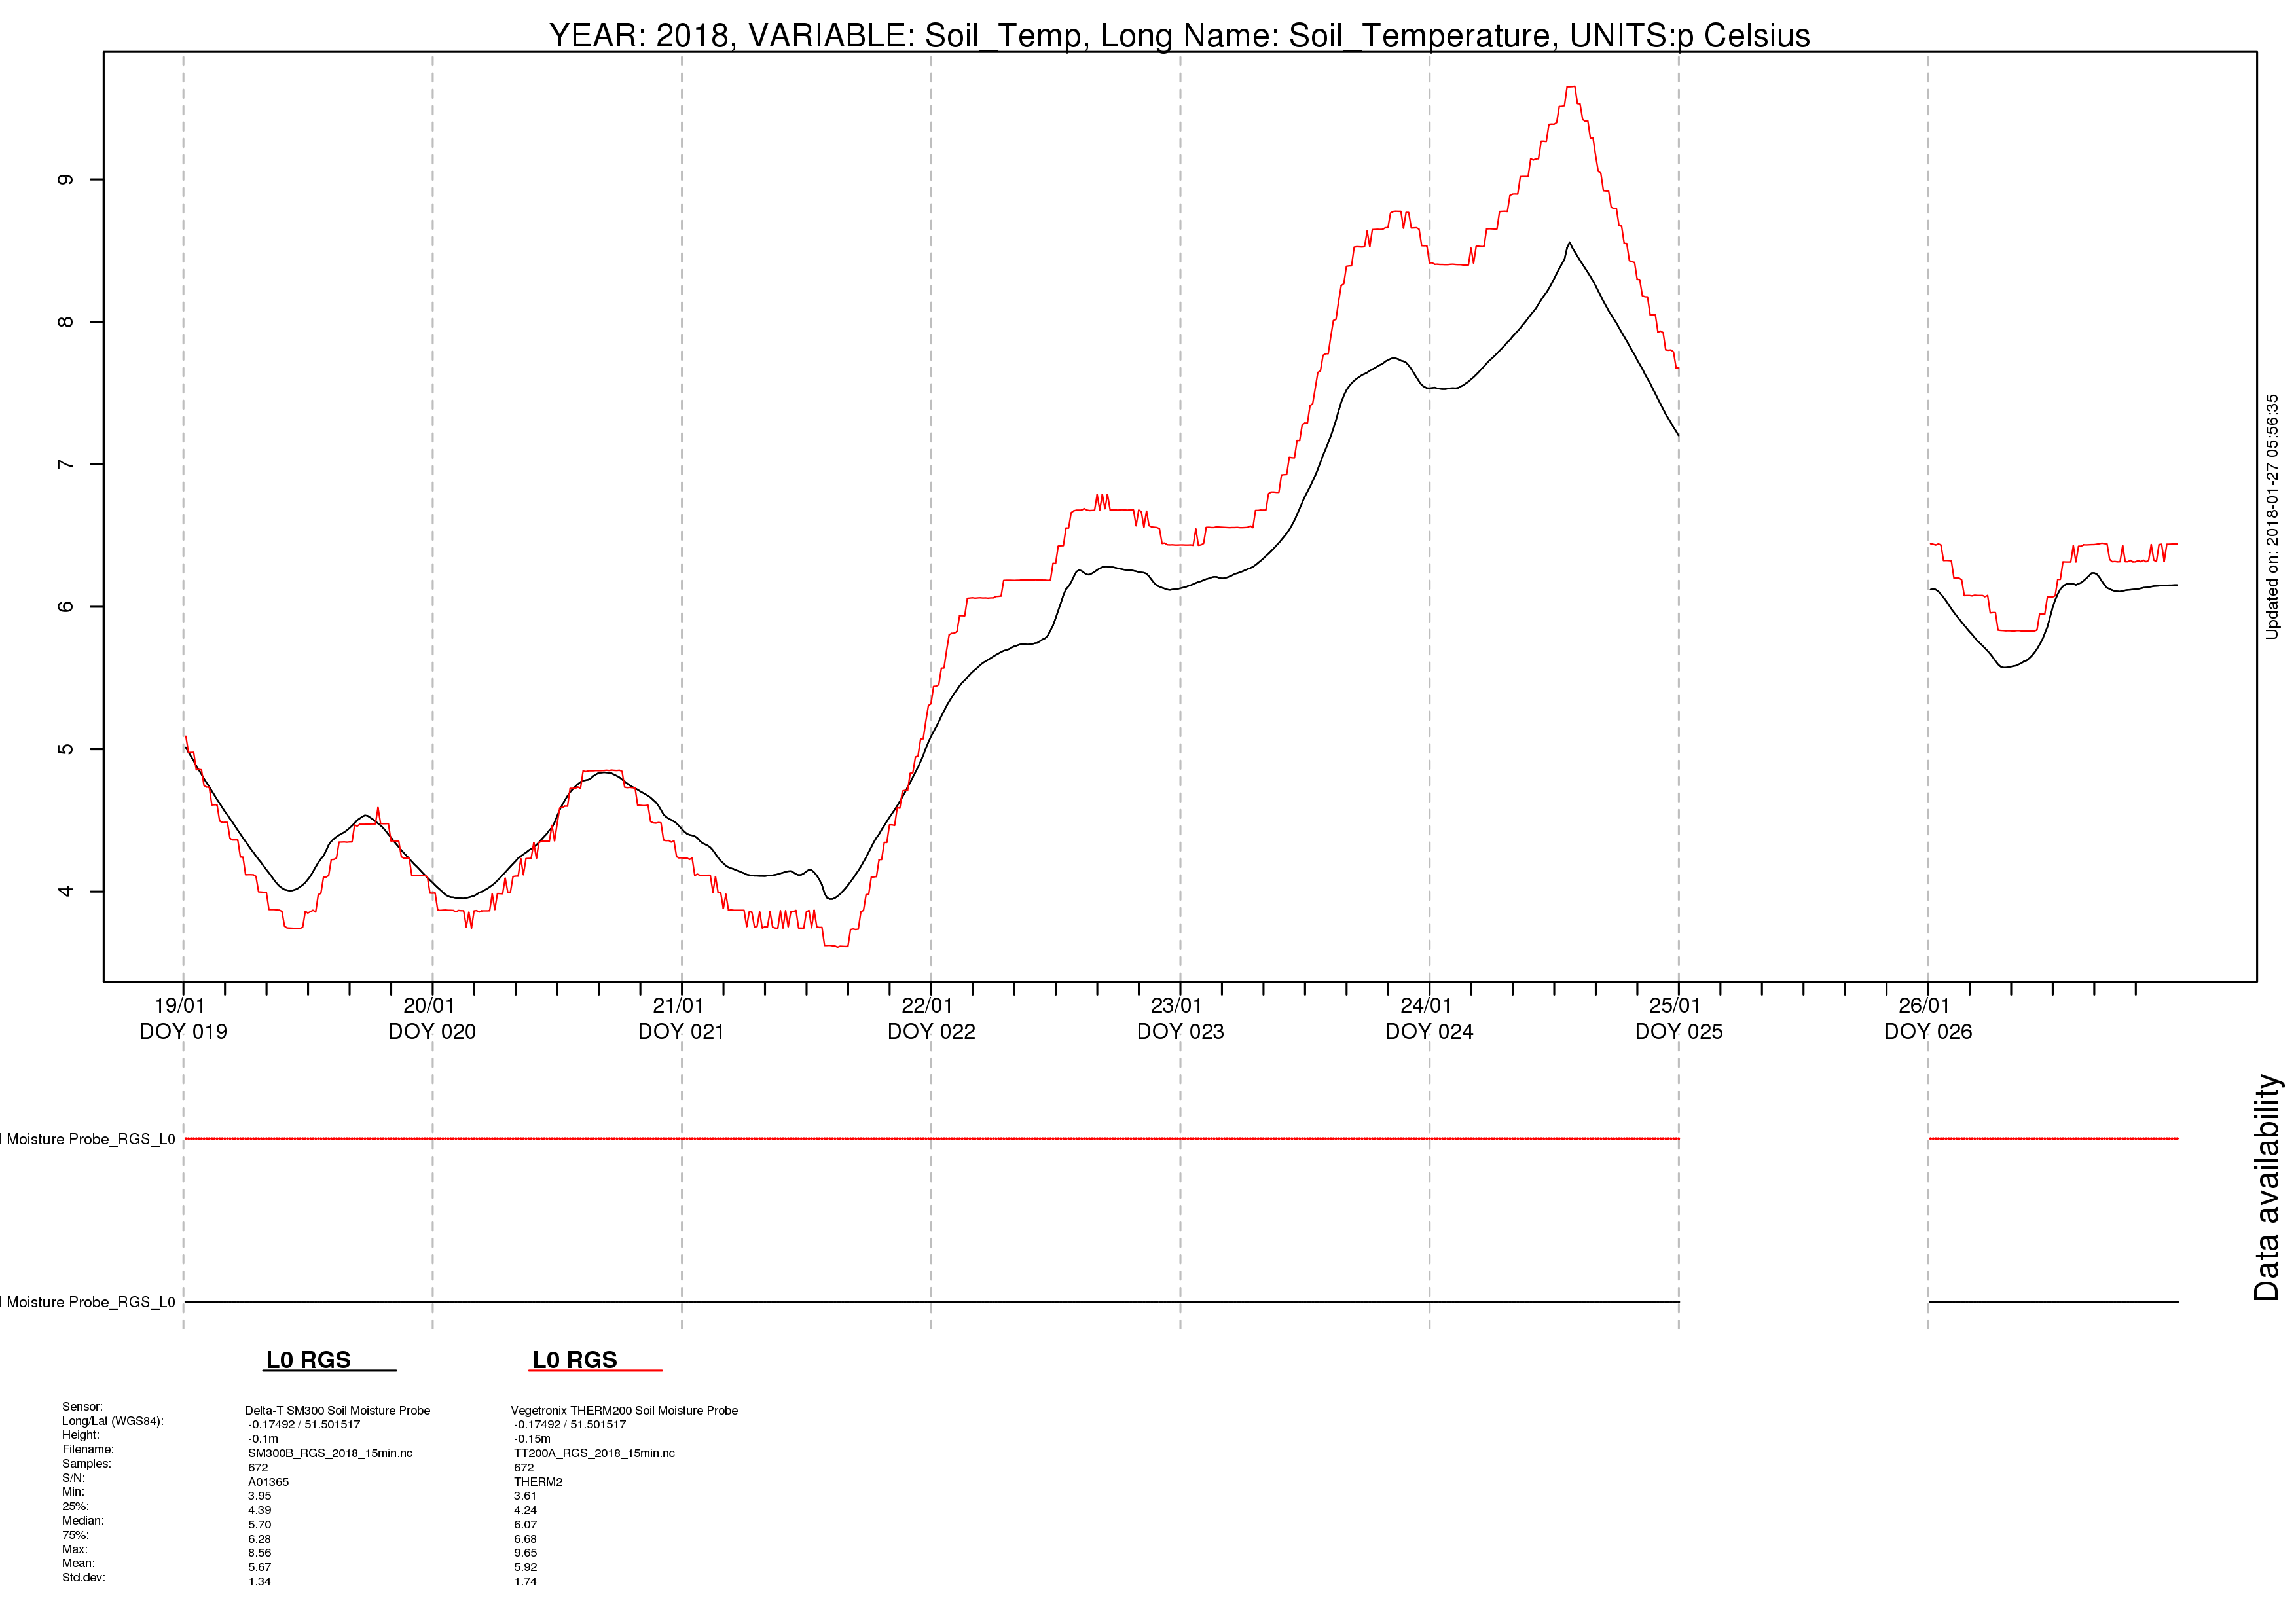 YEAR: 2018, VARIABLE: Soil_Temp, Long Name: Soil_Temperature, UNITS:p Celsius
9
8
7
6
5
4
Updated on: 2018-01-27 05:56:35
19/01 20/01 21/01 22/01 23/01 24/01 25/01 26/01
DOY 019 DOY 020 DOY 021 DOY 022 DOY 023 DOY 024 DOY 025 DOY 026
Moisture Probe_RGS_L0
Moisture Probe_RGS_L0
Data availability
L0 RGS L0 RGS
Sensor: Delta-T SM300 Soil Moisture Probe Vegetronix THERM200 Soil Moisture Probe
Long/Lat (WGS84): -0.17492 / 51.501517 -0.17492 / 51.501517
Height: -0.1m -0.15m
Filename: SM300B_RGS_2018_15min.nc TT200A_RGS_2018_15min.nc
Samples: 672 672
S/N: A01365 THERM2
Min: 3.95 3.61
25%: 4.39 4.24
Median: 5.70 6.07
75%: 6.28 6.68
Max: 8.56 9.65
Mean: 5.67 5.92
Std.dev: 1.34 1.74